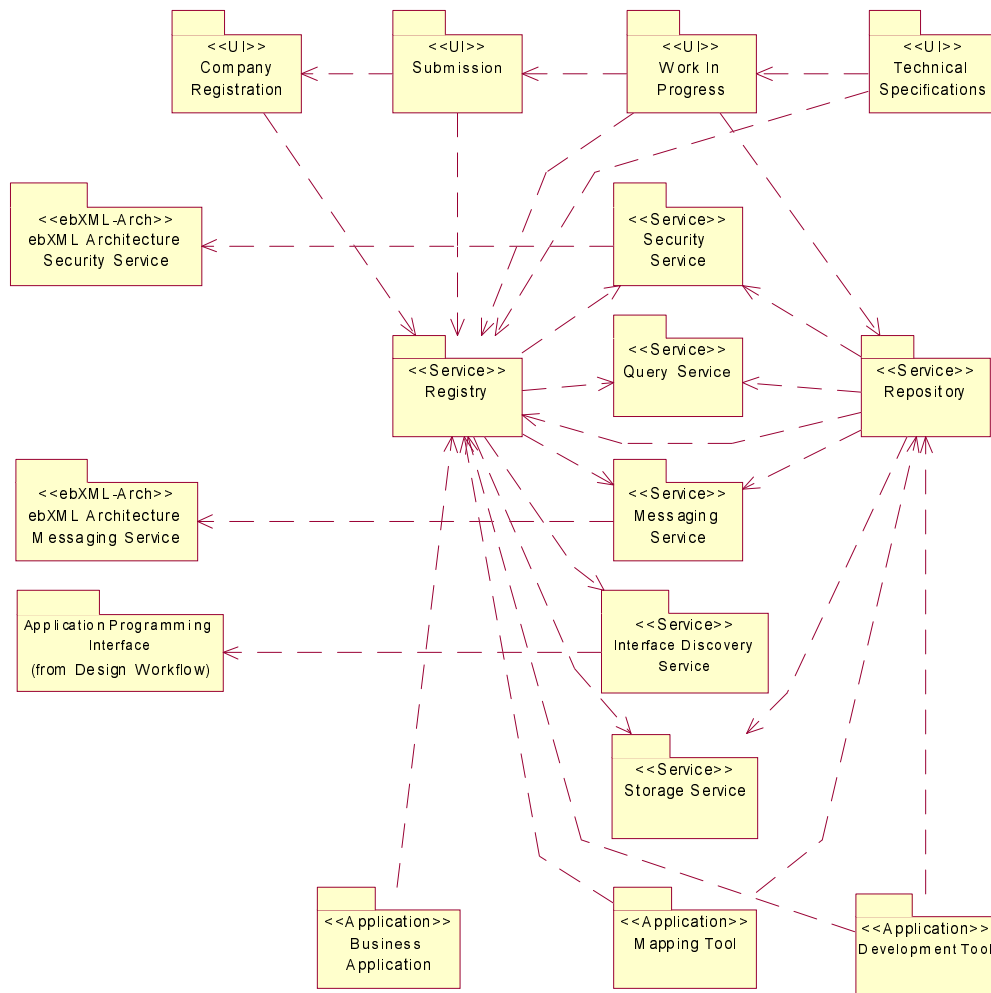 <<UI>>
Company
Registration
<<UI>>
Submission
<<UI>>
Work In
Progress
<<UI>>
Technical
Specifications
<<ebXML-Arch>>
ebXML Architecture
Security Service
<<Service>>
Security
Service
<<Service>>
Query Service
<<Service>>
Registry
<<Service>>
Repository
<<ebXML-Arch>>
ebXML Architecture
Messaging Service
<<Service>>
Messaging
Service
Application Programming
Interface
(from Design Workflow)
<<Service>>
Interface Discovery
Service
<<Service>>
Storage Service
<<Application>>
Business
Application
<<Application>>
Mapping Tool
<<Application>>
Development Tool